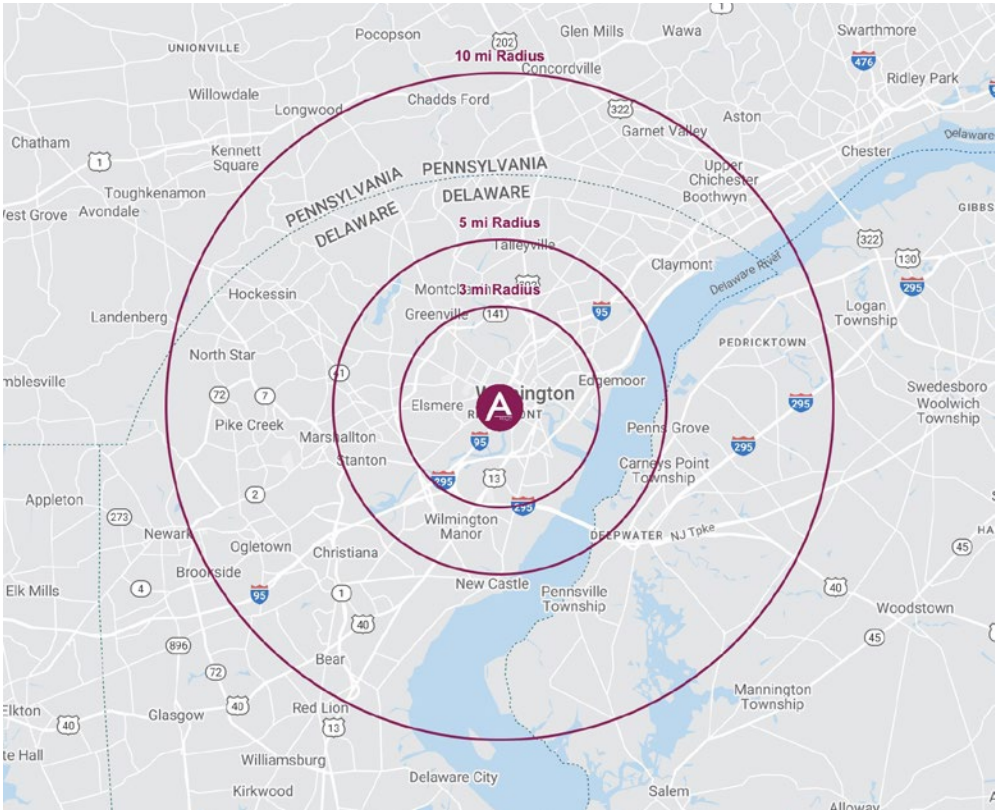 Pocopson
Glen Mills
Wawa
1
Swarthmore
UNIONVILLE
202
10 mi Radius
476
Concordville
Ridley Park
Willowdale
Longwood
Chadds Ford
322
Aston
Garnet Valley
Delaware
Chatham
1
Kennett
Square
Chester
PENNSYLVANIA
PENNSYLVANIA
DELAWARE
DELAWARE
Upper
Chichester
Boothwyn
Toughkenamon
Avondale
GIBBS
5 mi Radius
Talleyville
322
130
Claymont
Delaware River
3 mi Radius
Hockessin
295
Greenville
141
95
Logan
Township
Landenberg
PEDRICKTOWN
North Star
41
72
7
Edgemoor
Swedesboro
Woolwich
Township
A
Elsmere
295
Pike Creek
Marshallton
95
Penns Grove
295
Stanton
Carneys Point
Township
295
13
2
Appleton
295
273
Wilmington
Manor
Newark
Ogletown
Christiana
DEEPWATER
NJ Tpke
45
Brookside
New Castle
Elk Mills
4
95
1
Pennsville
Township
40
Woodstown
40
45
896
72
Bear
Mannington
Township
Elkton
40
Glasgow
40
Red Lion
13
Williamsburg
Delaware City
Kirkwood
Salem
Alloway